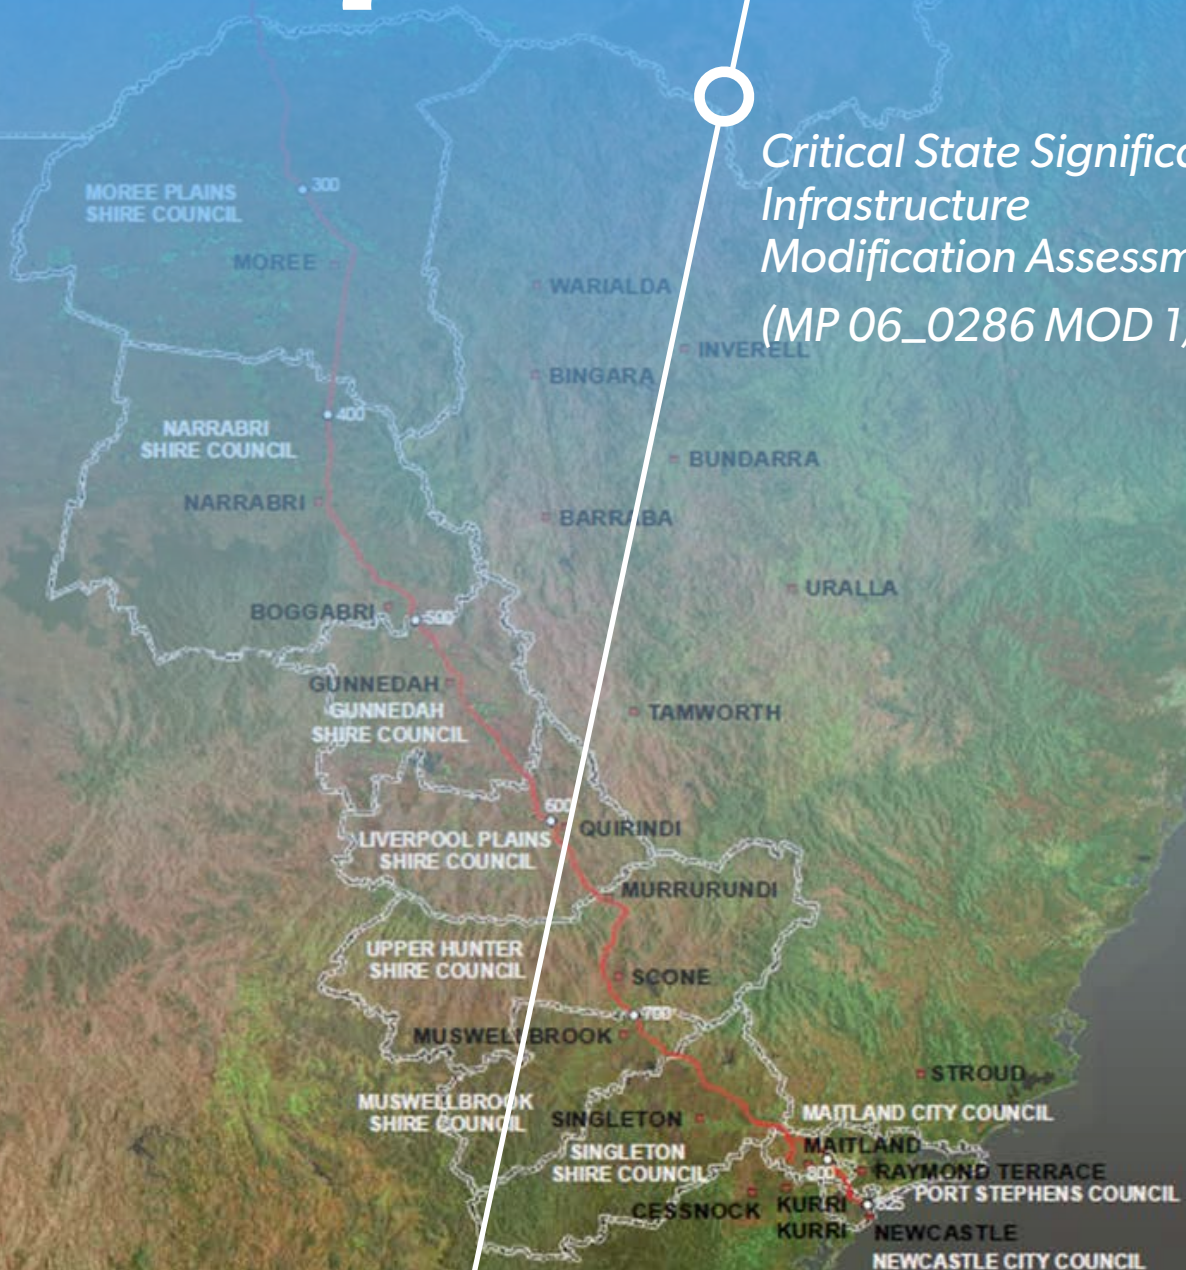 Critical State Significa
Infrastructure
Modification Assessm
(MP 06_0286 MOD 1)
MOREE PLAINS
SHIRE COUNCIL
300
MOREE
WARIALDA
INVERELL
BINGARA
400
NARRABRI
SHIRE COUNCIL
BUNDARRA
NARRABRI
BARRABA
URALLA
BOGGABRI
500
GUNNEDAH
GUNNEDAH
SHIRE COUNCIL
TAMWORTH
600
QUIRINDI
LIVERPOOL PLAINS
SHIRE COUNCIL
MURRURUNDI
UPPER HUNTER
SHIRE COUNCIL
SCONE
700
MUSWELLBROOK
STROUD
MUSWELLBROOK
SHIRE COUNCIL
SINGLETON
MAITLAND CITY COUNCIL
SINGLETON
SHIRE COUNCIL
MAITLAND
800
RAYMOND TERRACE
PORT STEPHENS COUNCIL
CESSNOCK
KURRI
KURRI
825
NEWCASTLE
NEWCASTLE CITY COUNCIL